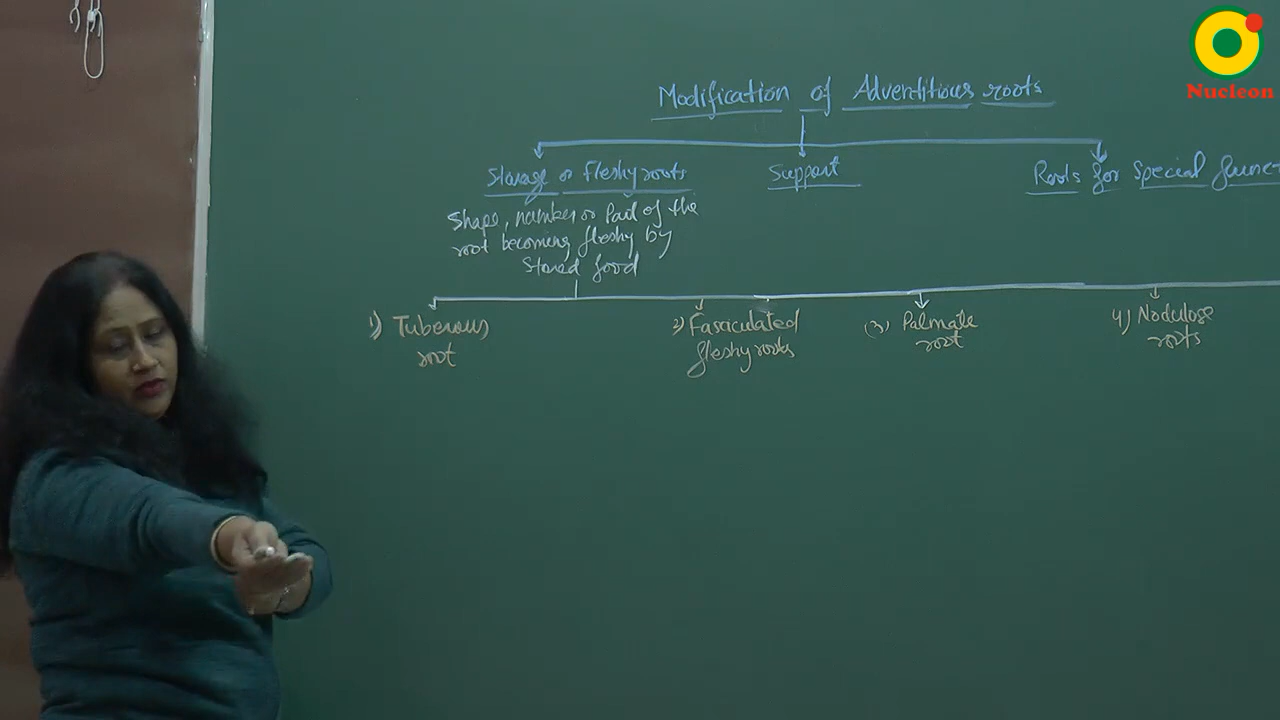 Nucleon
Modification of Adventitious roots
Storage or Fleshy roots
Support
Roots for Special
Shape, number or Part of the
root becoming fleshy by
Stored food
1) Tuberous
root
2) Fasiculated
fleshy roots
(3) Palmate
root
4) Nodulose
roots